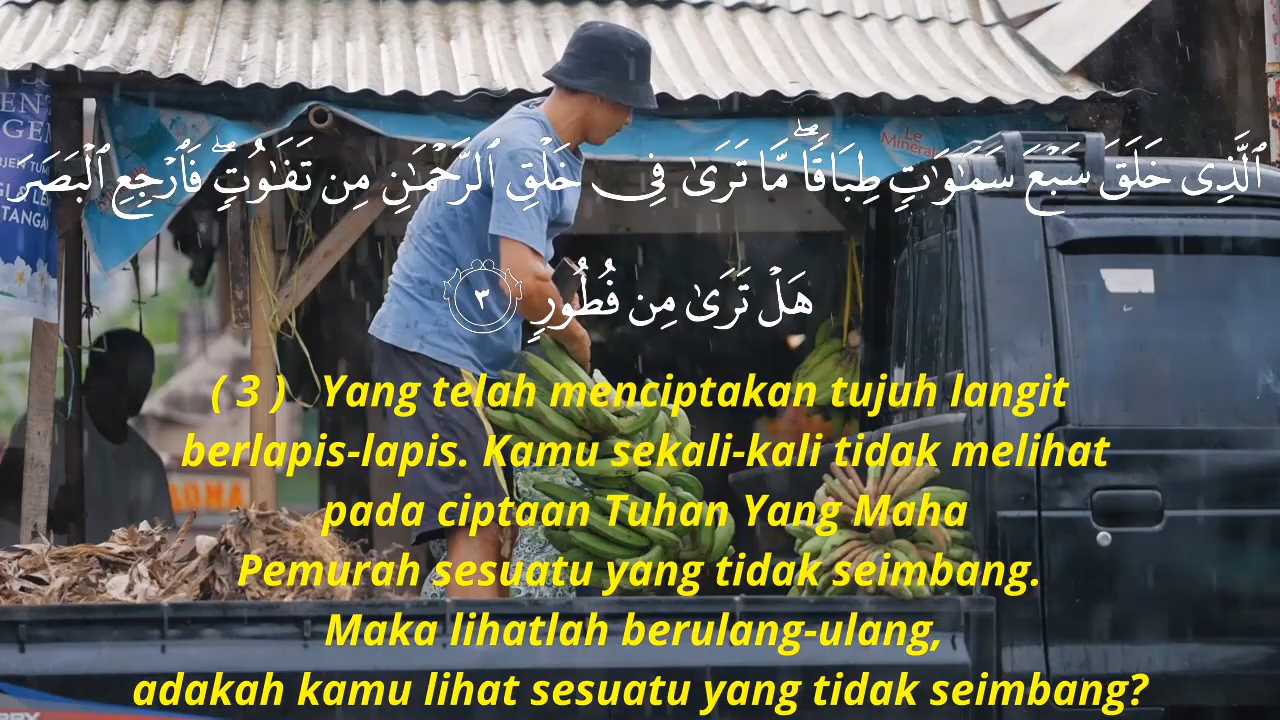 ٱلَّذِى خَلَقَ سَبْعَ سَمَٰوَٰتٍ طِبَاقًا ۖ مَّا تَرَىٰ فِى خَلْقِ ٱلرَّحْمَٰنِ مِن تَفَٰوُتٍ ۖ فَٱرْجِعِ ٱلْبَصَرَ
هَلْ تَرَىٰ مِن فُطُورٍ ٣
( 3 ) Yang telah menciptakan tujuh langit
berlapis-lapis. Kamu sekali-kali tidak melihat
pada ciptaan Tuhan Yang Maha
Pemurah sesuatu yang tidak seimbang.
Maka lihatlah berulang-ulang,
adakah kamu lihat sesuatu yang tidak seimbang?
Le
Mineral